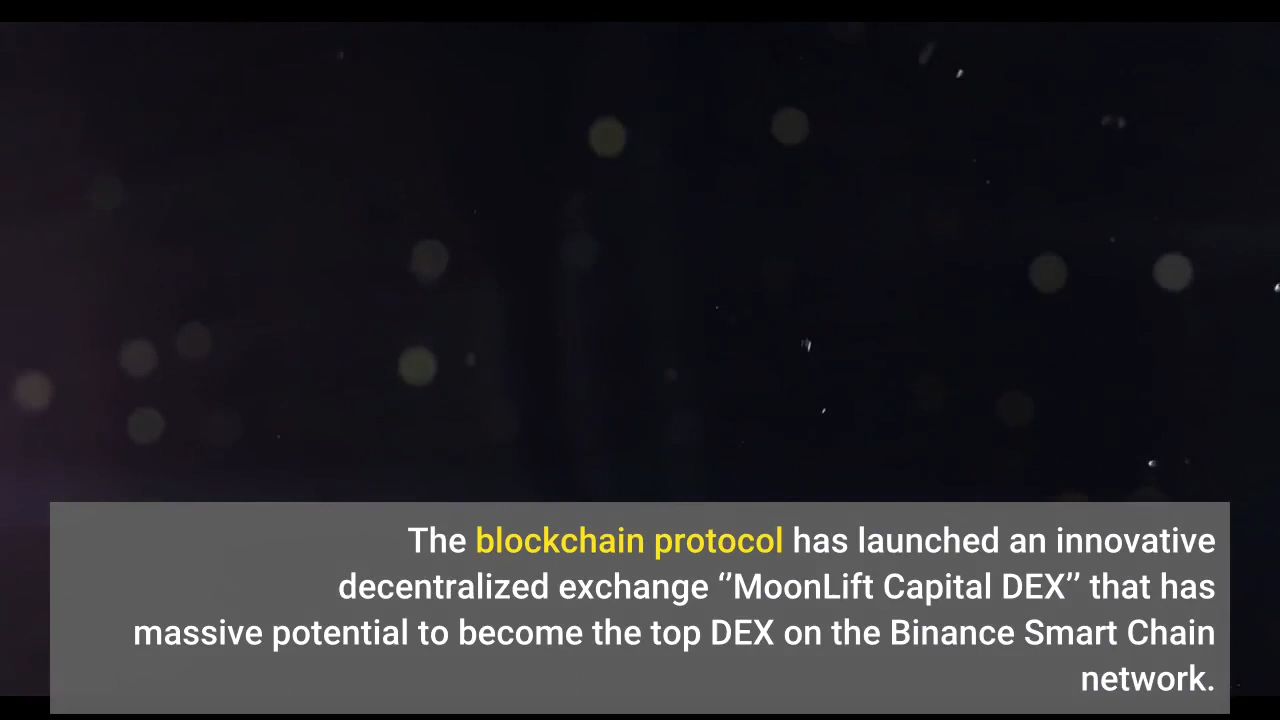 The blockchain protocol has launched an innovative
decentralized exchange ‘’MoonLift Capital DEX’’ that has
massive potential to become the top DEX on the Binance Smart Chain
network.